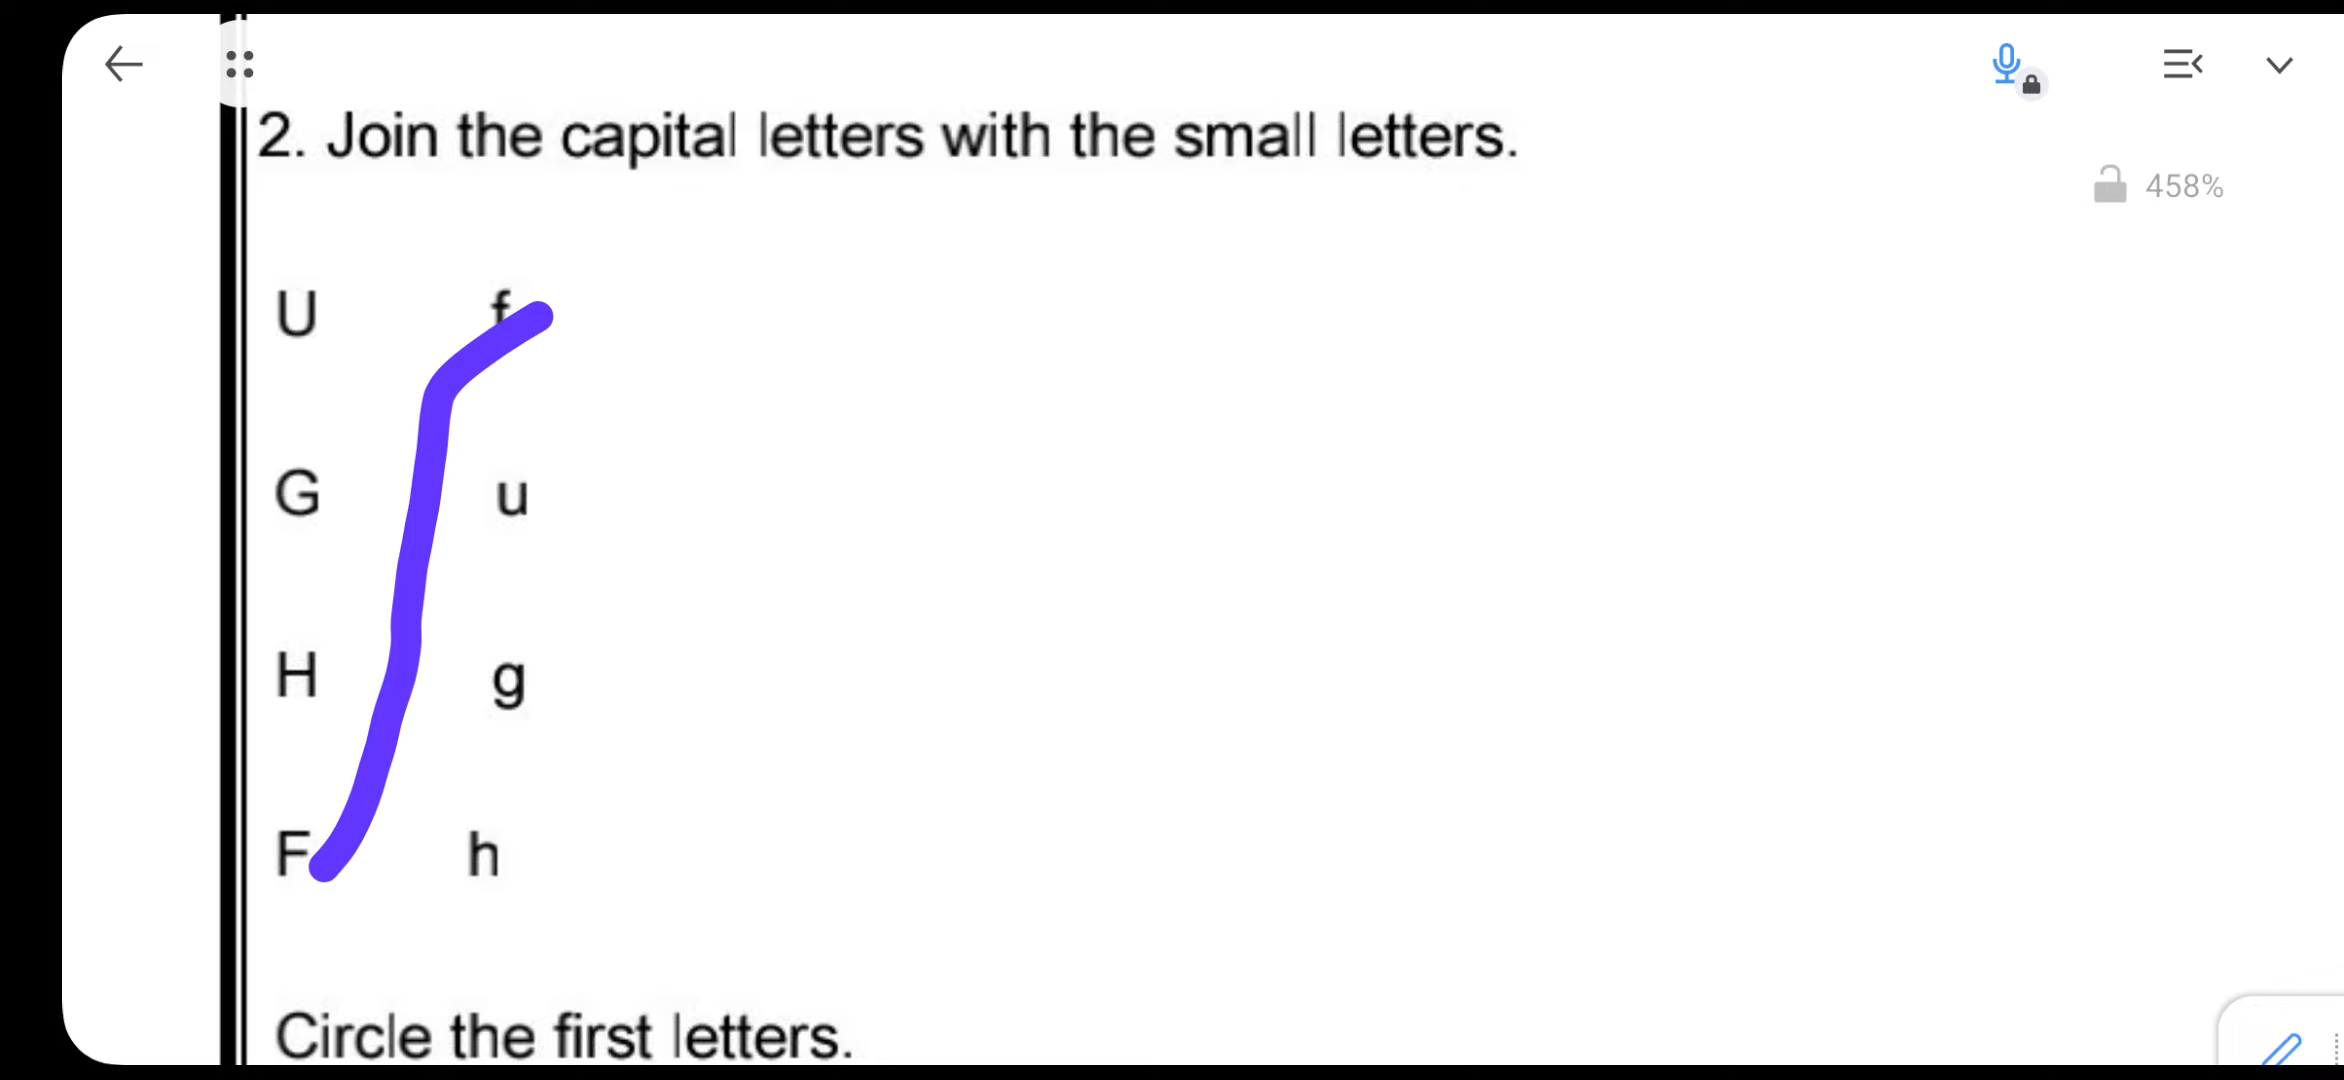 2. Join the capital letters with the small letters.
458%
U f
G u
H g
F h
Circle the first letters.